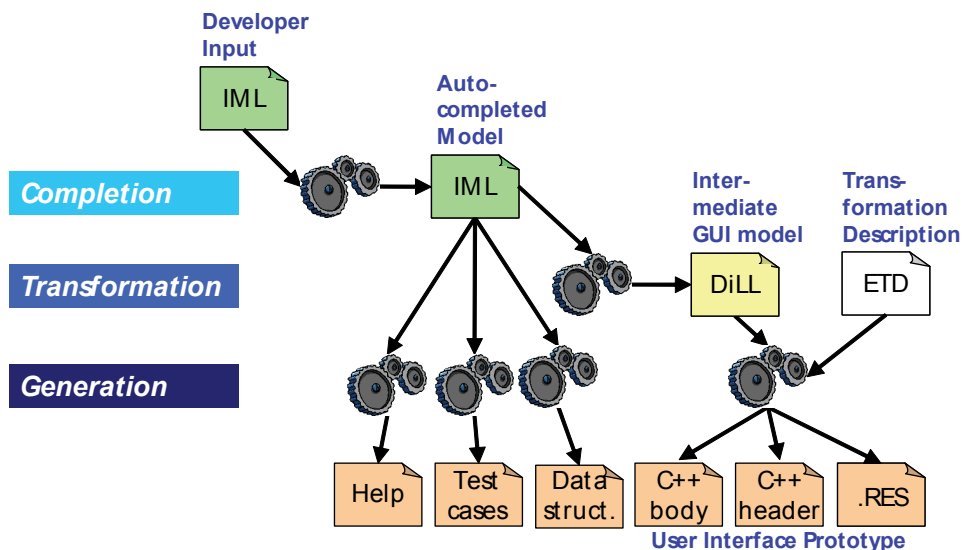 Developer
Input
IML
Auto-
completed
Model
IML
Completion
Inter-
mediate
GUI model
Trans-
formation
Description
Transformation
DiLL
ETD
Generation
Help
Test
cases
Data
struct.
C++
body
C++
header
.RES
User Interface Prototype